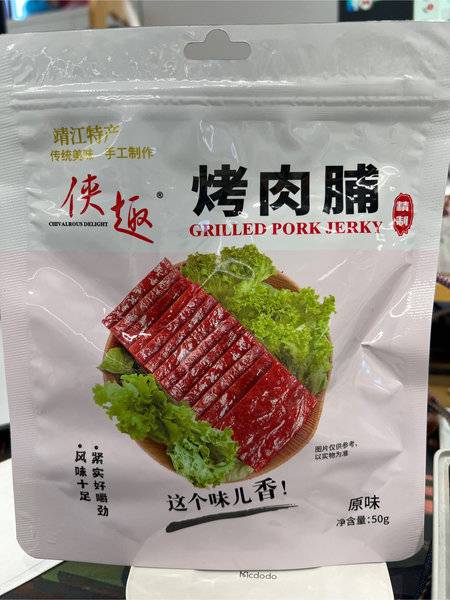 靖江特产
传统美味 手工制作
侠趣®
CHIVALROUS DELIGHT
烤肉脯
GRILLED PORK JERKY
精制
图片仅供参考,
以实物为准
·紧实好嚼劲
·风味十足
这个味儿香!
原味
净含量:50g
Mcdodo